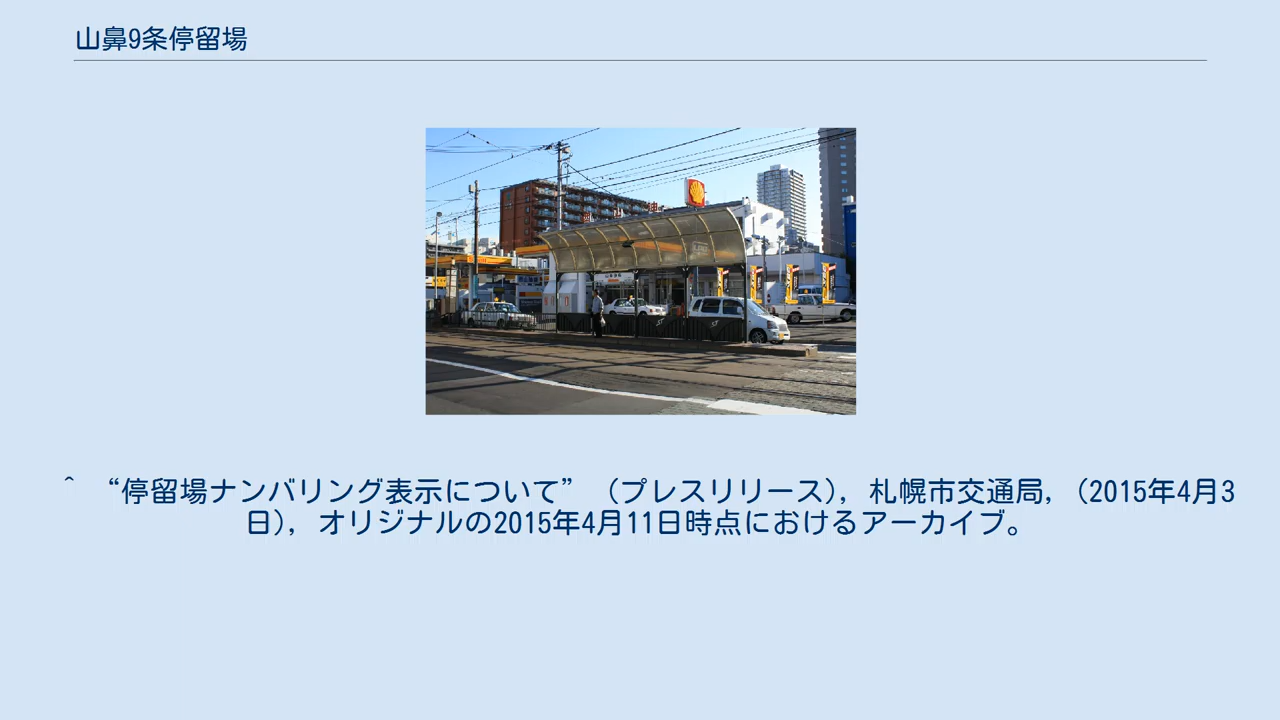 山鼻9条停留場
^ “停留場ナンバリング表示について” （プレスリリース），札幌市交通局，（2015年4月3
日），オリジナルの2015年4月11日時点におけるアーカイブ。